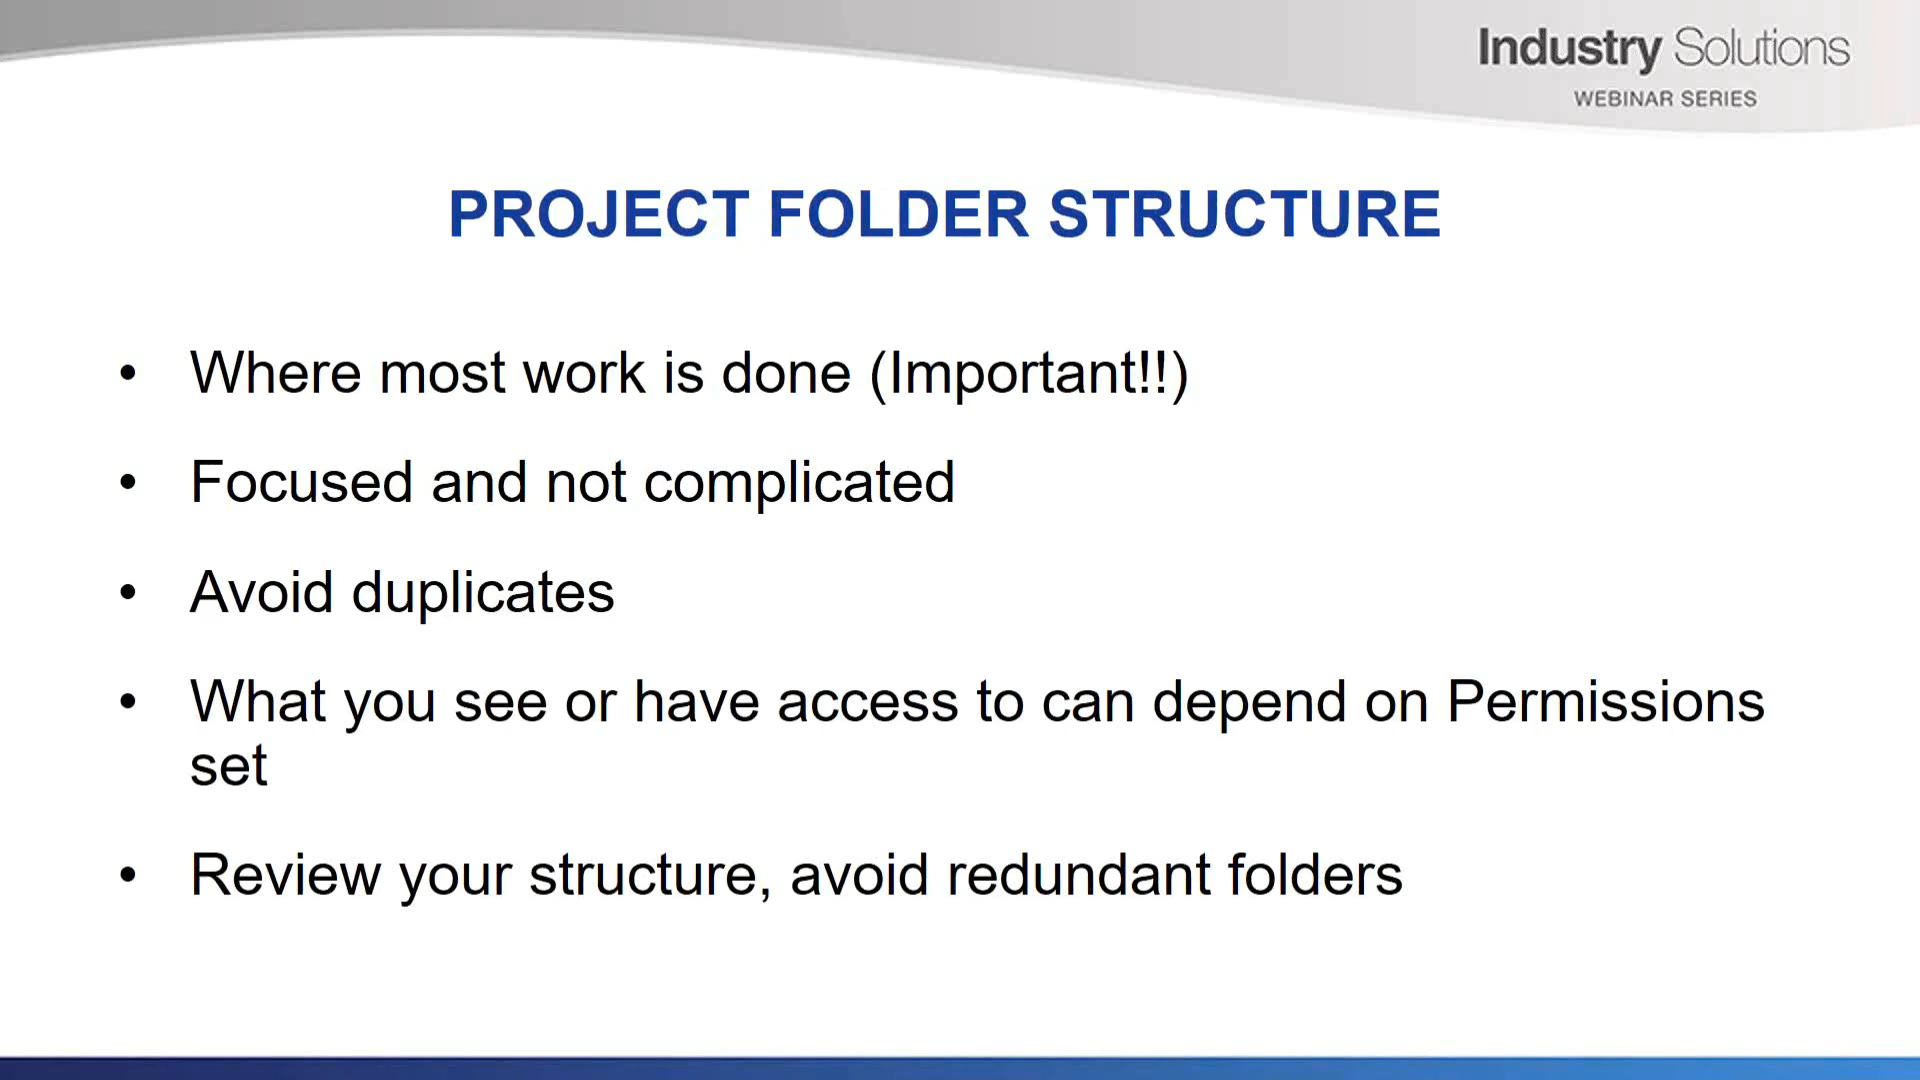 Industry Solutions
WEBINAR SERIES
PROJECT FOLDER STRUCTURE
• Where most work is done (Important!!)
• Focused and not complicated
• Avoid duplicates
• What you see or have access to can depend on Permissions
set
• Review your structure, avoid redundant folders